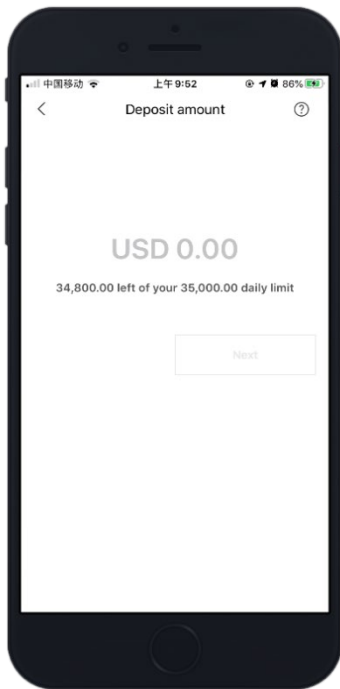 中国移动 上午9:52 86%
Deposit amount ?
USD 0.00
34,800.00 left of your 35,000.00 daily limit
Next